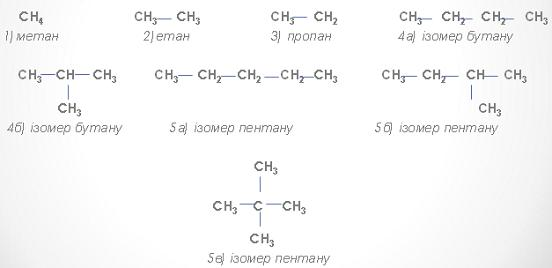 CH₄ CH₃— CH₃ CH₃— CH₂ CH₃— CH₂— CH₂— CH₃
1) метан 2) етан 3) пропан 4а) ізомер бутану
CH₃—CH— CH₃ CH₃— CH₂—CH₂ —CH₂—CH₃ CH₃— CH₂—CH— CH₃
CH₃ CH₃
4б) ізомер бутану 5а) ізомер пентану 5б) ізомер пентану
CH₃
CH₃ —C —CH₃
CH₃
5в) ізомер пентану